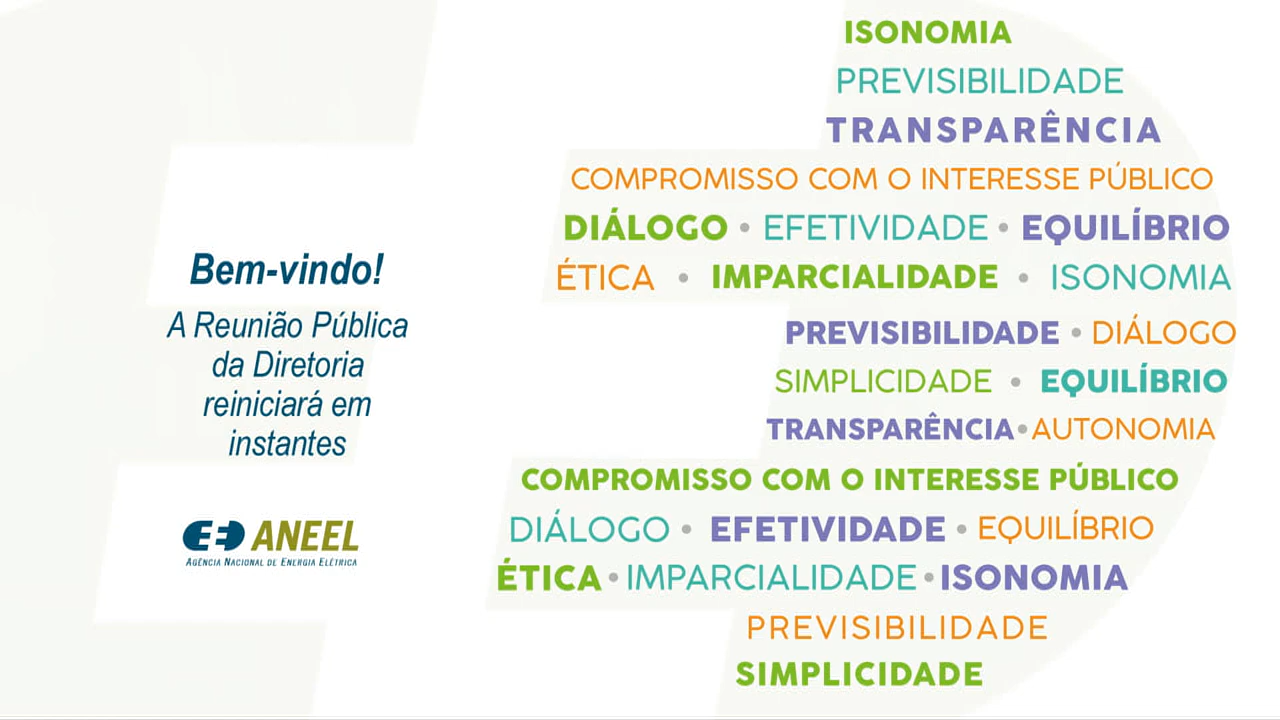 Bem-vindo!
A Reunião Pública
da Diretoria
reiniciará em
instantes
ANEEL
AGÊNCIA NACIONAL DE ENERGIA ELÉTRICA
ISONOMIA
PREVISIBILIDADE
TRANSPARÊNCIA
COMPROMISSO COM O INTERESSE PÚBLICO
DIÁLOGO • EFETIVIDADE • EQUILÍBRIO
ÉTICA • IMPARCIALIDADE • ISONOMIA
PREVISIBILIDADE • DIÁLOGO
SIMPLICIDADE • EQUILÍBRIO
TRANSPARÊNCIA • AUTONOMIA
COMPROMISSO COM O INTERESSE PÚBLICO
DIÁLOGO • EFETIVIDADE • EQUILÍBRIO
ÉTICA • IMPARCIALIDADE • ISONOMIA
PREVISIBILIDADE
SIMPLICIDADE